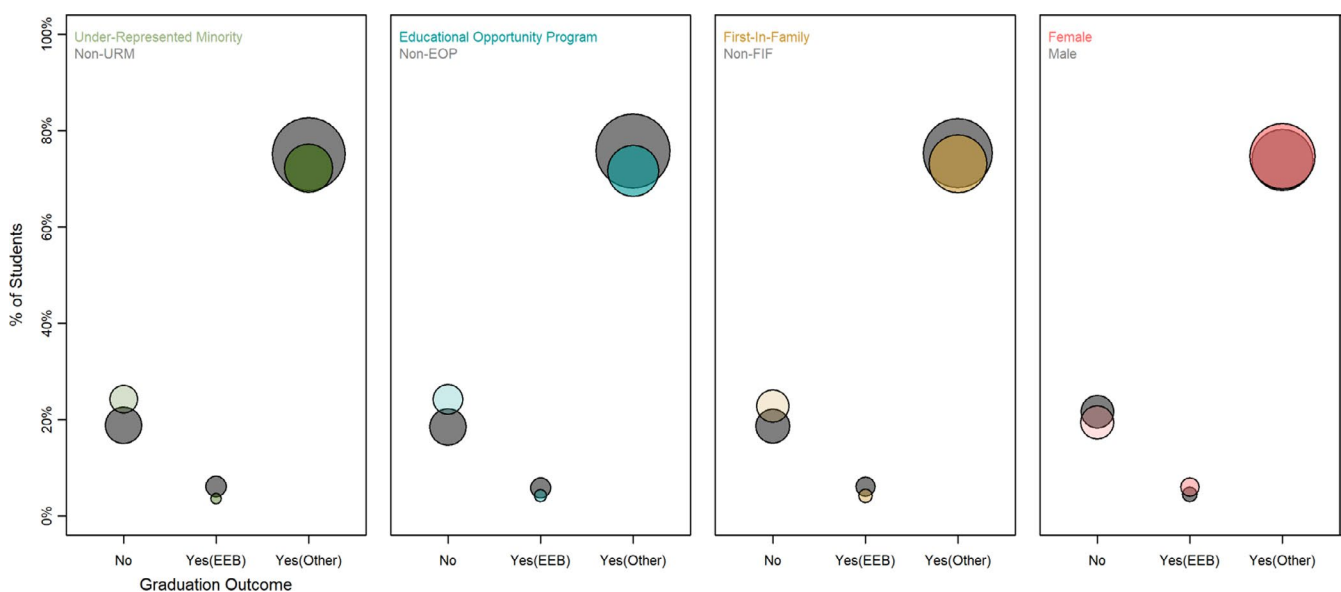 Under-Represented Minority
Non-URM
Educational Opportunity Program
Non-EOP
First-In-Family
Non-FIF
Female
Male
% of Students
100%
80%
60%
40%
20%
0%
No Yes(EEB) Yes(Other)
No Yes(EEB) Yes(Other)
No Yes(EEB) Yes(Other)
No Yes(EEB) Yes(Other)
Graduation Outcome